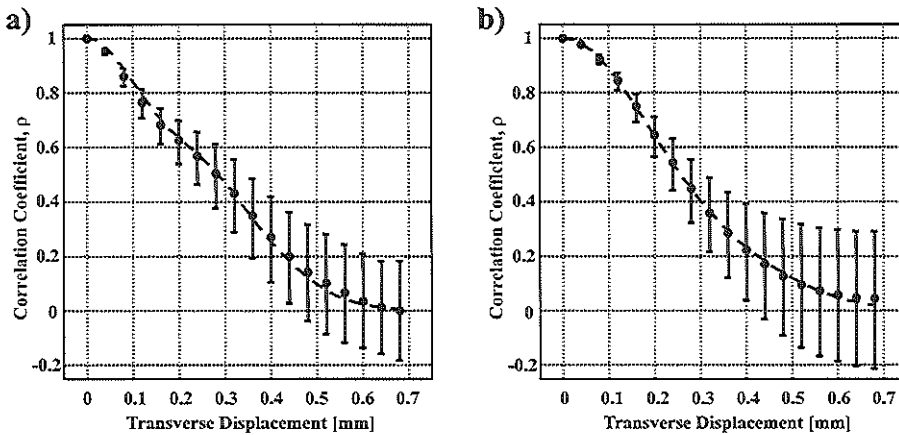 a)
1
0.8
0.6
0.4
0.2
0
-0.2
Correlation Coefficient, ρ
0 0.1 0.2 0.3 0.4 0.5 0.6 0.7
Transverse Displacement [mm]
b)
1
0.8
0.6
0.4
0.2
0
-0.2
Correlation Coefficient, ρ
0 0.1 0.2 0.3 0.4 0.5 0.6 0.7
Transverse Displacement [mm]